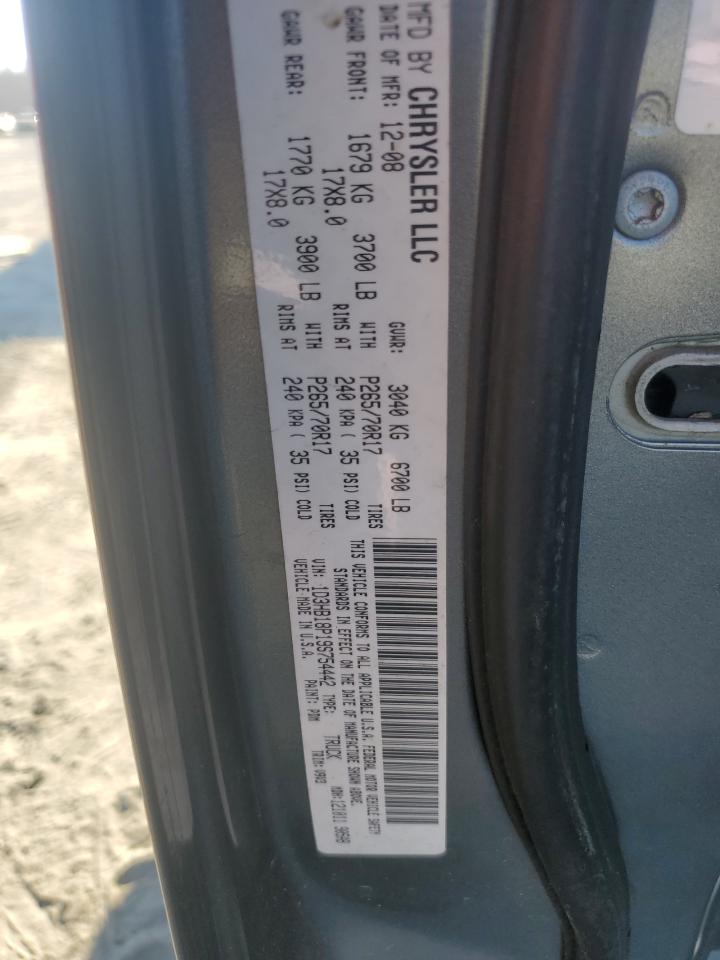 MFD BY CHRYSLER LLC
DATE OF MFR: 12-08 GVWR: 3040 KG 6700 LB
GAWR FRONT: 1679 KG 3700 LB WITH P265/70R17 TIRES
17X8.0 RIMS AT 240 KPA ( 35 PSI) COLD
GAWR REAR: 1770 KG 3900 LB WITH P265/70R17 TIRES
17X8.0 RIMS AT 240 KPA ( 35 PSI) COLD
THIS VEHICLE CONFORMS TO ALL APPLICABLE U.S.A. FEDERAL MOTOR VEHICLE SAFETY
STANDARDS IN EFFECT ON THE DATE OF MANUFACTURE SHOWN ABOVE.
VIN: 1D3HB18P19S754442 TYPE: TRUCK
VEHICLE MADE IN U.S.A. PAINT: PDM TRIM: